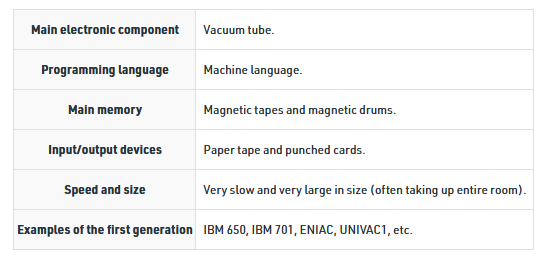 Main electronic component Vacuum tube.
Programming language Machine language.
Main memory Magnetic tapes and magnetic drums.
Input/output devices Paper tape and punched cards.
Speed and size Very slow and very large in size (often taking up entire room).
Examples of the first generation IBM 650, IBM 701, ENIAC, UNIVAC1, etc.